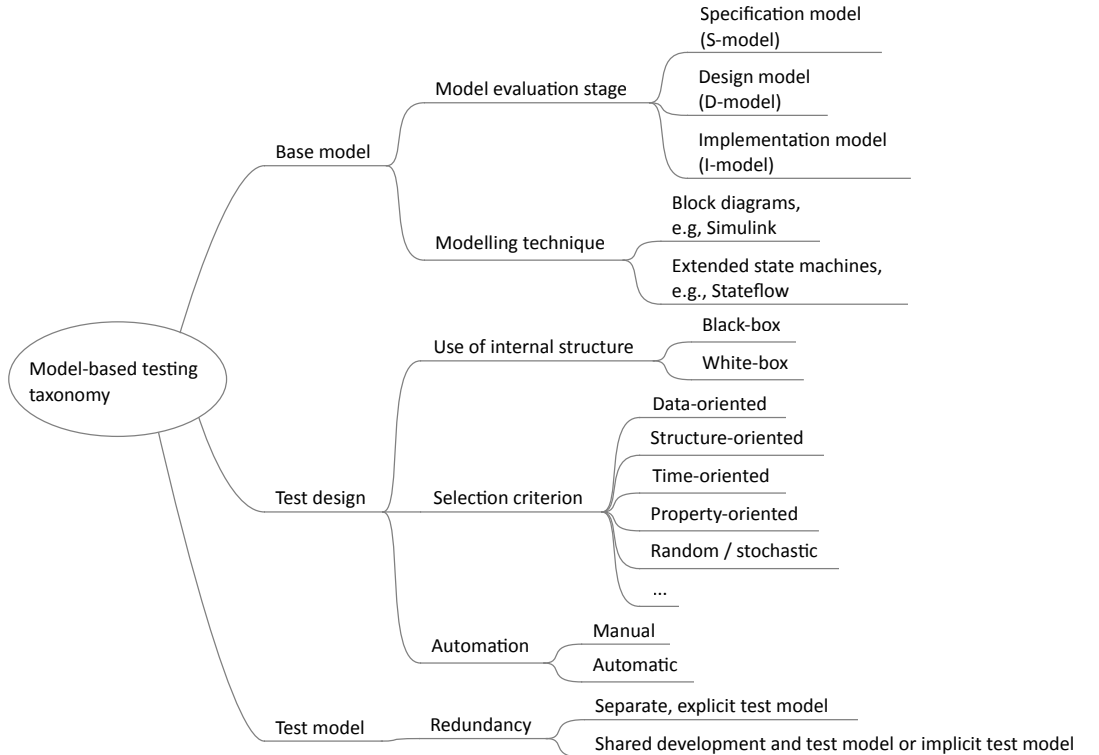 Specification model
(S-model)
Model evaluation stage
Design model
(D-model)
Base model
Implementation model
(I-model)
Block diagrams,
e.g, Simulink
Modelling technique
Extended state machines,
e.g., Stateflow
Model-based testing
taxonomy
Use of internal structure
Black-box
White-box
Data-oriented
Structure-oriented
Time-oriented
Test design
Selection criterion
Property-oriented
Random / stochastic
...
Automation
Manual
Automatic
Test model
Redundancy
Separate, explicit test model
Shared development and test model or implicit test model